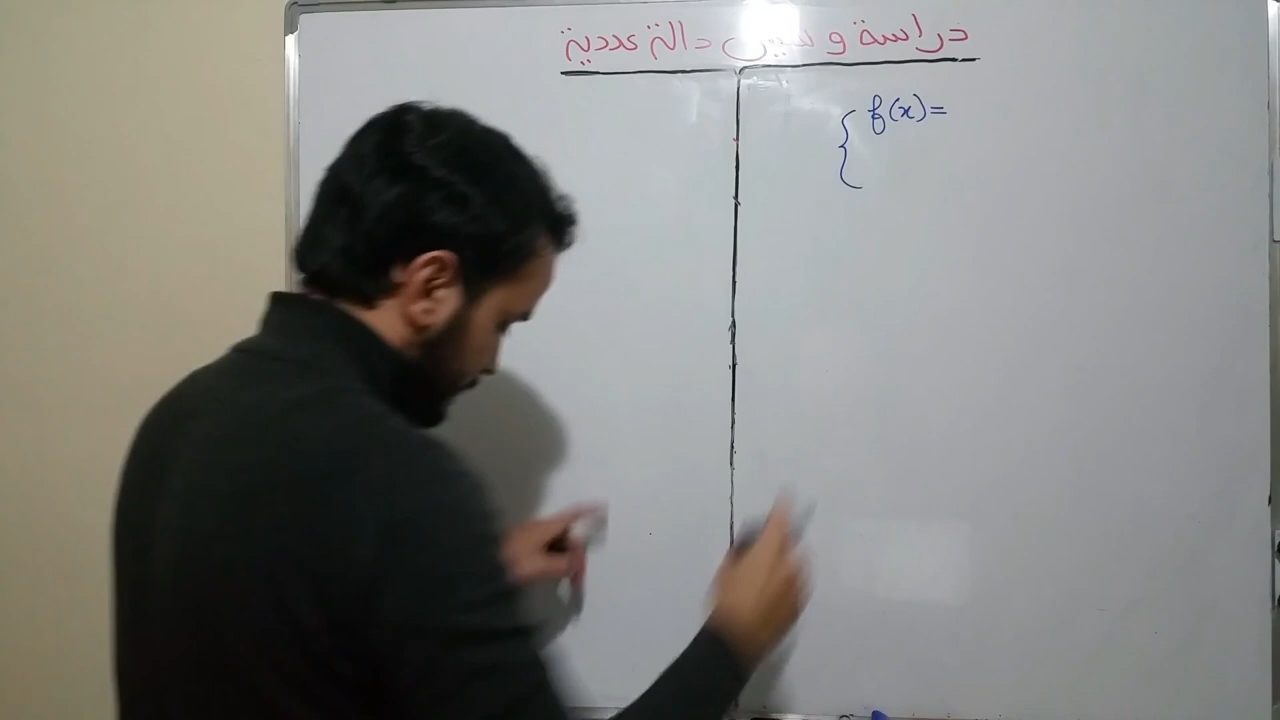 دراسة و دالة عددية
{ f(x)=